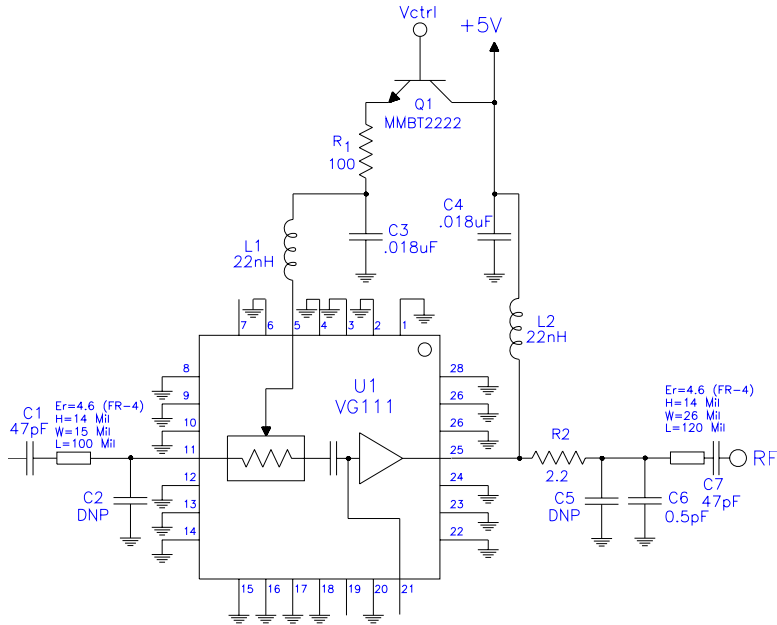 Vctrl
+5V
Q1
MMBT2222
R1
100
C4
.018uF
C3
.018uF
L1
22nH
L2
22nH
7
6
5
4
3
2
1
U1
VG111
8
9
10
11
12
13
14
28
26
26
25
24
23
22
C1
47pF
Er=4.6 (FR-4)
H=14 Mil
W=15 Mil
L=100 Mil
C2
DNP
R2
2.2
C5
DNP
C6
0.5pF
Er=4.6 (FR-4)
H=14 Mil
W=26 Mil
L=120 Mil
C7
47pF
RF
15
16
17
18
19
20
21